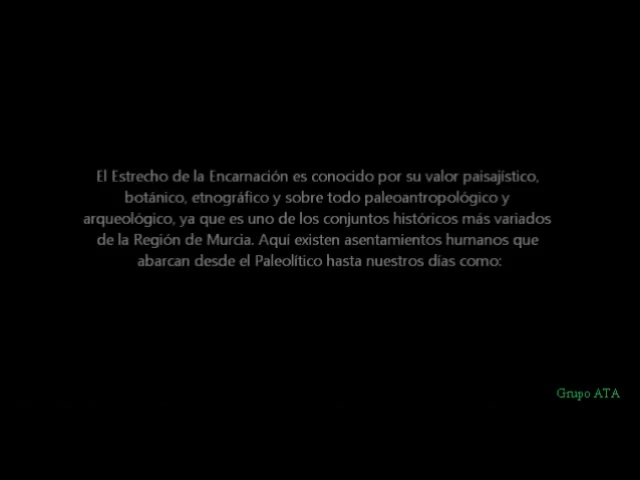 El Estrecho de la Encarnación es conocido por su valor paisajístico,
botánico, etnográfico y sobre todo paleoantropológico y
arqueológico, ya que es uno de los conjuntos históricos más variados
de la Región de Murcia. Aquí existen asentamientos humanos que
abarcan desde el Paleolítico hasta nuestros días como:
Grupo ATA